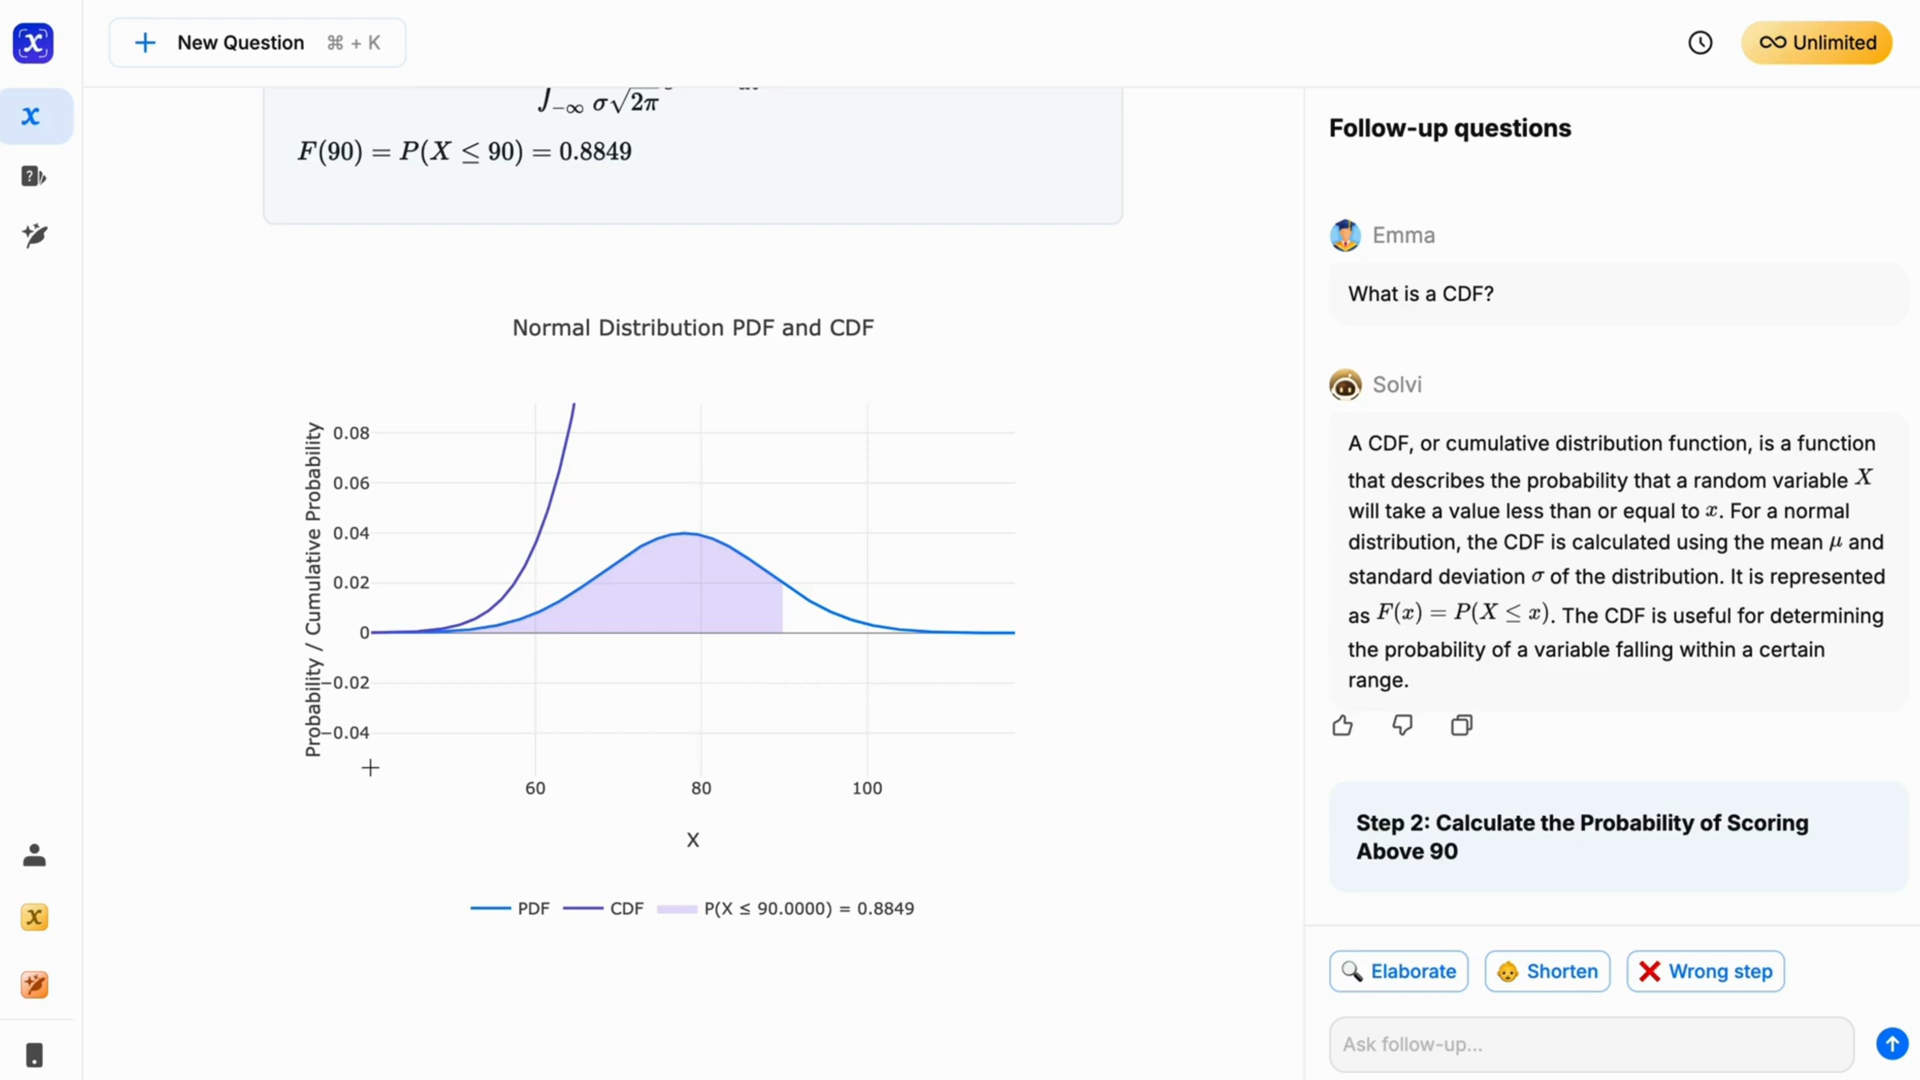 New Question ⌘ + K
∞ Unlimited
∫−∞ σ√2π
F(90) = P(X ≤ 90) = 0.8849
Normal Distribution PDF and CDF
Probability / Cumulative Probability
0.08
0.06
0.04
0.02
0
−0.02
−0.04
60 80 100
X
PDF CDF P(X ≤ 90.0000) = 0.8849
Follow-up questions
Emma
What is a CDF?
Solvi
A CDF, or cumulative distribution function, is a function
that describes the probability that a random variable X
will take a value less than or equal to x. For a normal
distribution, the CDF is calculated using the mean μ and
standard deviation σ of the distribution. It is represented
as F(x) = P(X ≤ x). The CDF is useful for determining
the probability of a variable falling within a certain
range.
Step 2: Calculate the Probability of Scoring
Above 90
Elaborate Shorten Wrong step
Ask follow-up...